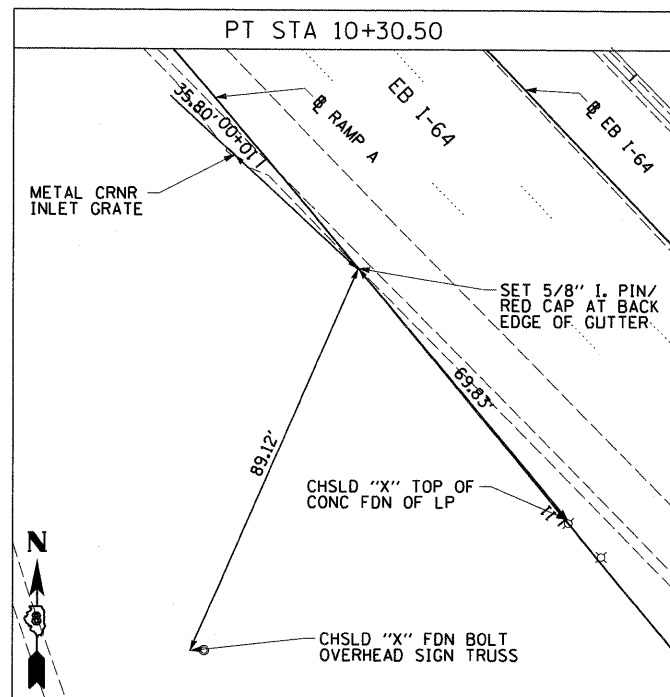 PT STA 10+30.50
35.80'
11+00
℄ RAMP A
EB I-64
℄ EB I-64
METAL CRNR
INLET GRATE
SET 5/8" I. PIN/
RED CAP AT BACK
EDGE OF GUTTER
69.83'
89.12'
CHSLD "X" TOP OF
CONC FDN OF LP
N
CHSLD "X" FDN BOLT
OVERHEAD SIGN TRUSS